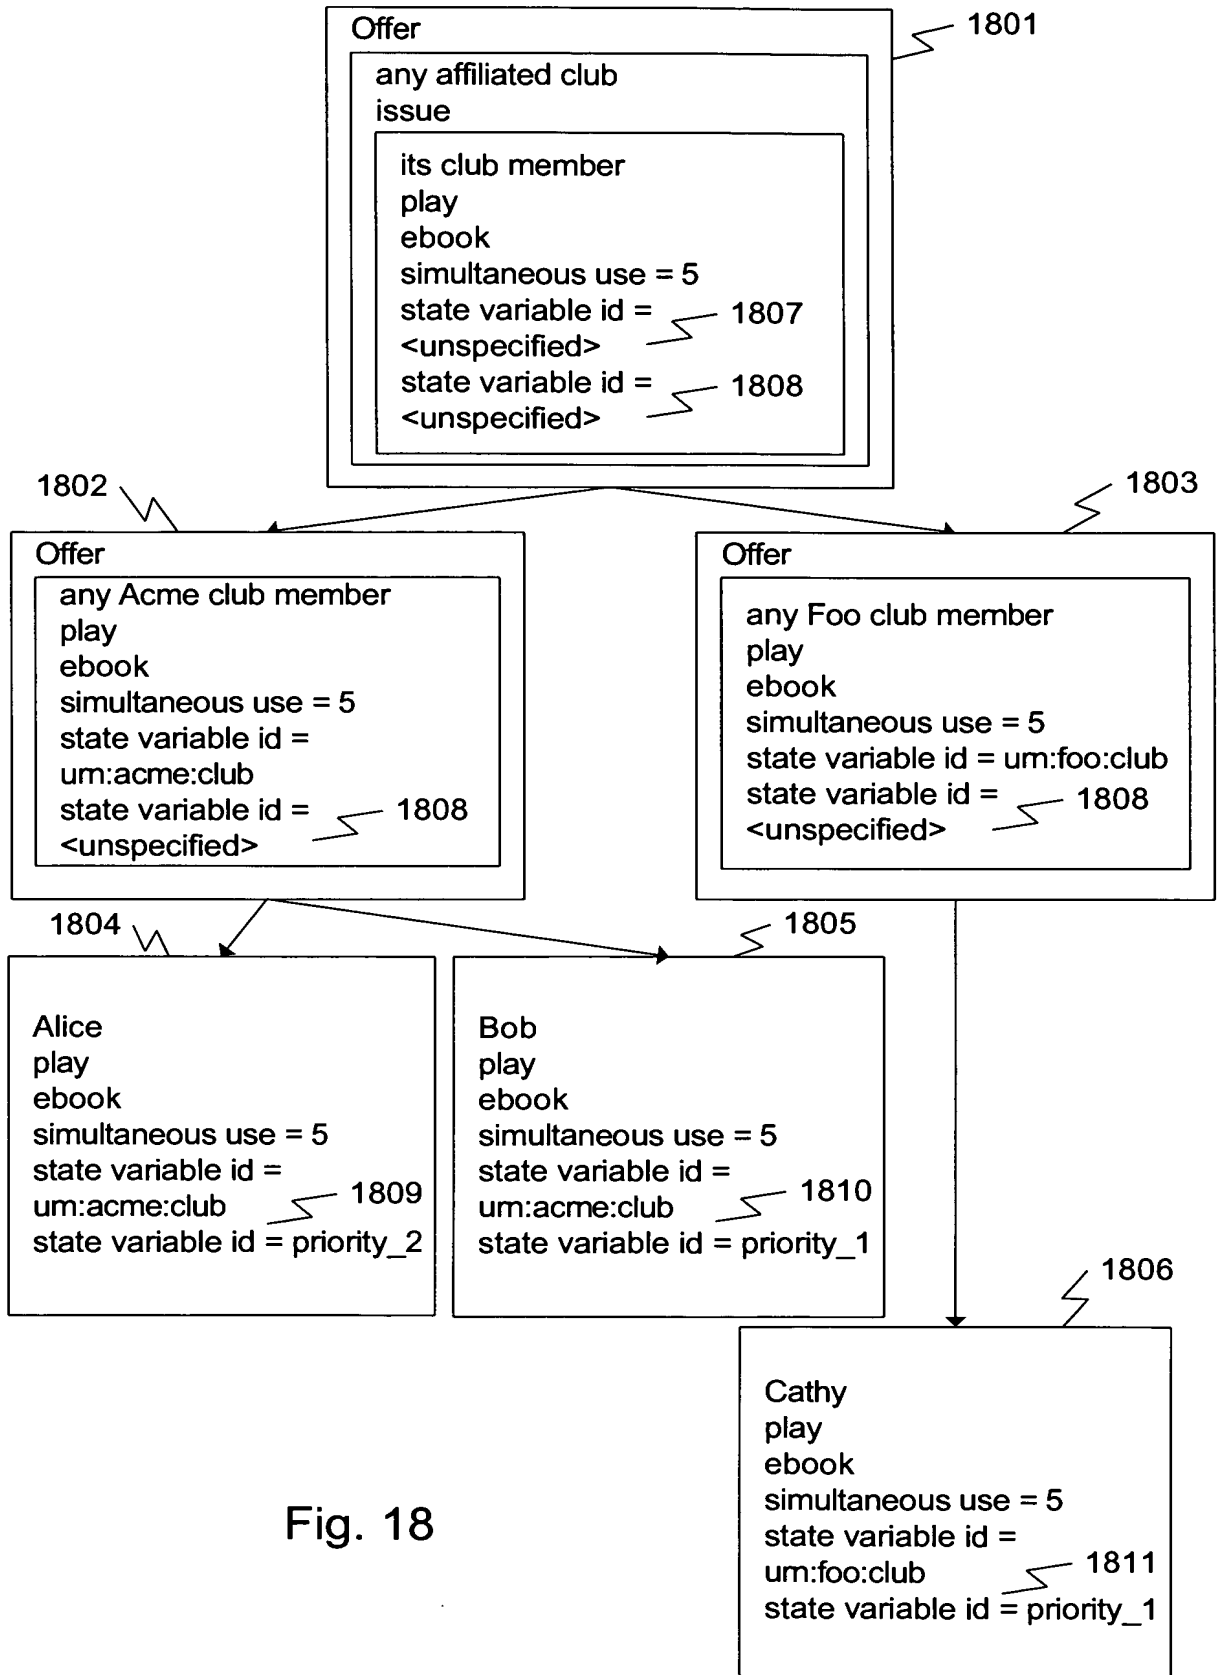 Offer
1801
any affiliated club
issue
its club member
play
ebook
simultaneous use = 5
state variable id =
1807
<unspecified>
state variable id =
1808
<unspecified>
1802
1803
Offer
any Acme club member
play
ebook
simultaneous use = 5
state variable id =
urn:acme:club
state variable id =
1808
<unspecified>
Offer
any Foo club member
play
ebook
simultaneous use = 5
state variable id = urn:foo:club
state variable id =
1808
<unspecified>
1804
1805
Alice
play
ebook
simultaneous use = 5
state variable id =
1809
urn:acme:club
state variable id = priority_2
Bob
play
ebook
simultaneous use = 5
state variable id =
1810
urn:acme:club
state variable id = priority_1
1806
Cathy
play
ebook
simultaneous use = 5
state variable id =
1811
urn:foo:club
state variable id = priority_1
Fig. 18